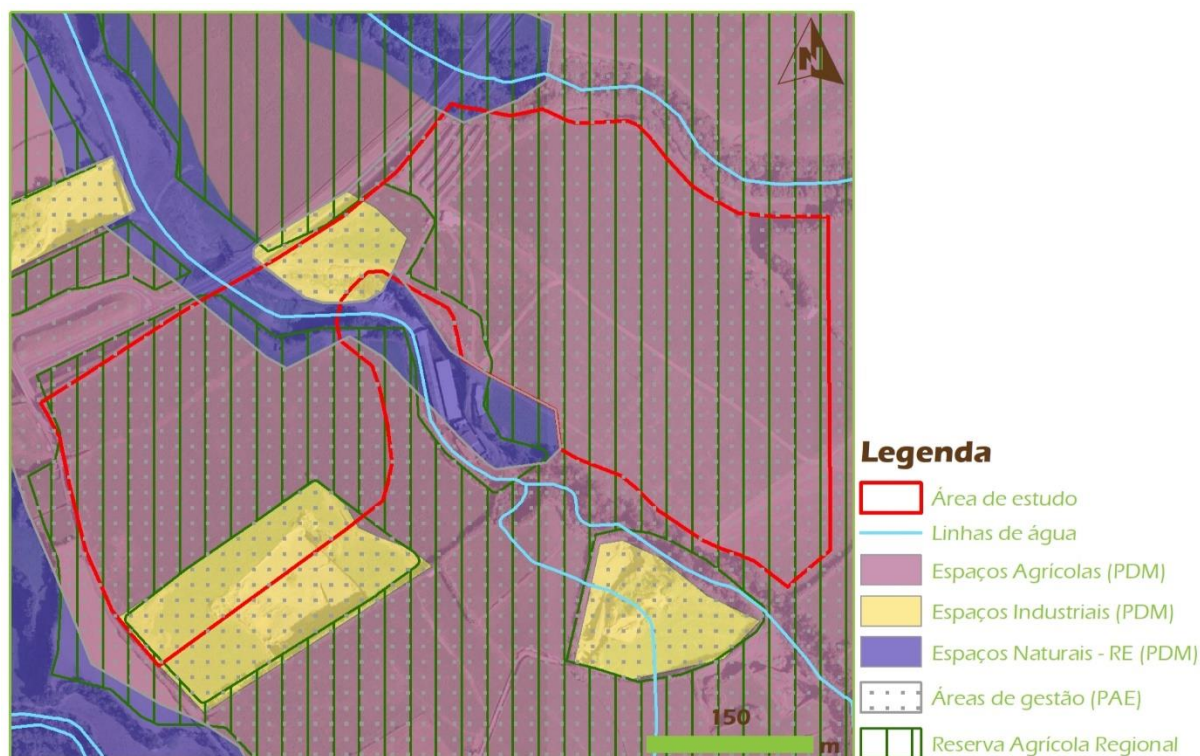 N
150
m
Legenda
Área de estudo
Linhas de água
Espaços Agrícolas (PDM)
Espaços Industriais (PDM)
Espaços Naturais - RE (PDM)
Áreas de gestão (PAE)
Reserva Agrícola Regional